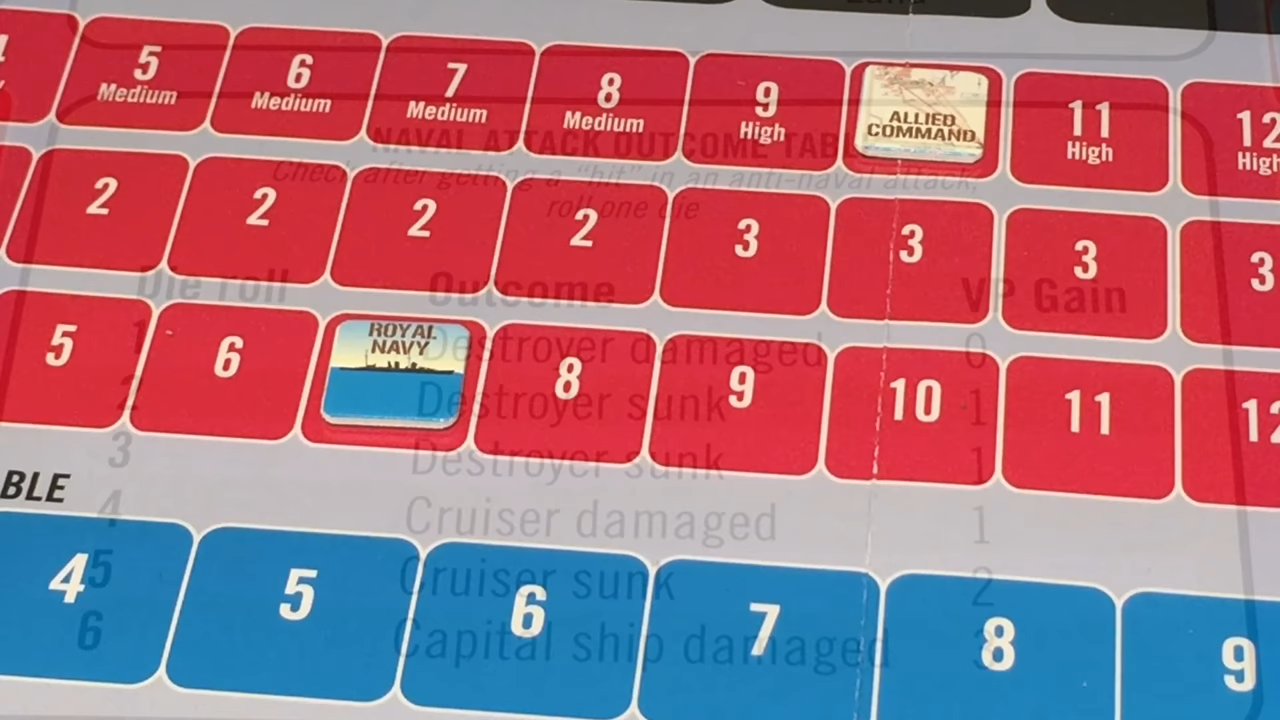 5 6 7 8 9 ALLIED 11 12
Medium Medium Medium Medium High COMMAND High High
NAVAL ATTACK OUTCOME TAB
Check after getting a "hit" in an anti-naval attack,
roll one die
2 2 2 2 3 3 3 3
Die roll Outcome VP Gain
5 6 ROYAL NAVY 8 9 10 11 12
1 Destroyer damaged 0
2 Destroyer sunk 1
3 Destroyer sunk 1
BLE
4 Cruiser damaged 1
5 Cruiser sunk 2
6 Capital ship damaged 3
4 5 6 7 8 9